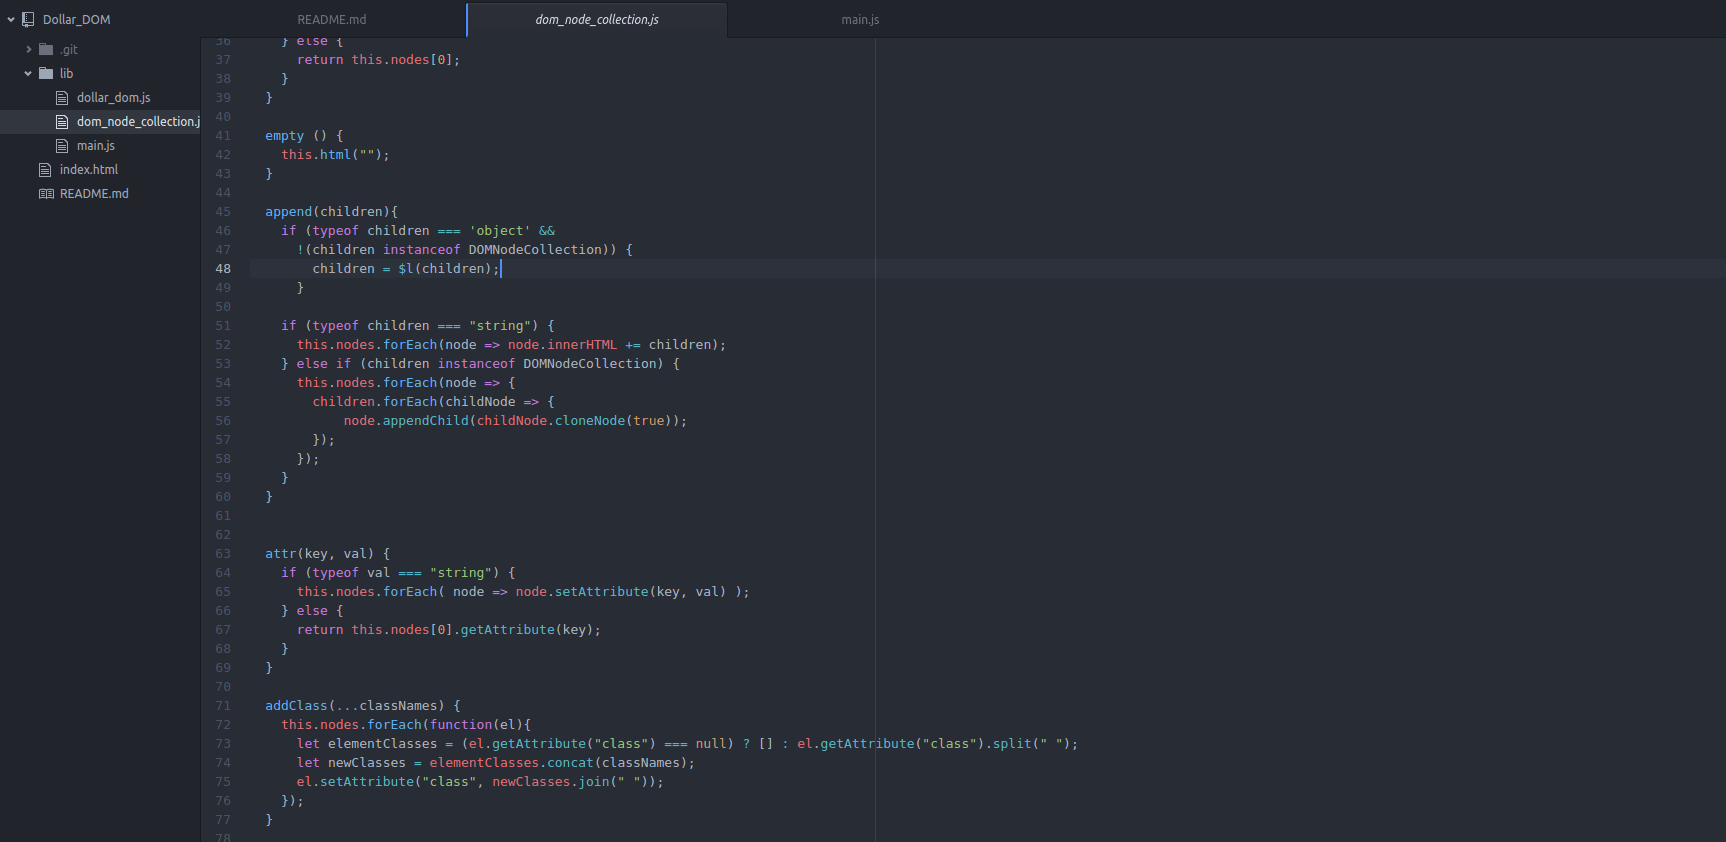 Dollar_DOM
README.md
dom_node_collection.js
main.js
.git
lib
dollar_dom.js
dom_node_collection.j
main.js
index.html
README.md
36 } else {
37 return this.nodes[0];
38 }
39 }
40
41 empty () {
42 this.html("");
43 }
44
45 append(children){
46 if (typeof children === 'object' &&
47 !(children instanceof DOMNodeCollection)) {
48 children = $l(children);
49 }
50
51 if (typeof children === "string") {
52 this.nodes.forEach(node => node.innerHTML += children);
53 } else if (children instanceof DOMNodeCollection) {
54 this.nodes.forEach(node => {
55 children.forEach(childNode => {
56 node.appendChild(childNode.cloneNode(true));
57 });
58 });
59 }
60 }
61
62
63 attr(key, val) {
64 if (typeof val === "string") {
65 this.nodes.forEach( node => node.setAttribute(key, val) );
66 } else {
67 return this.nodes[0].getAttribute(key);
68 }
69 }
70
71 addClass(...classNames) {
72 this.nodes.forEach(function(el){
73 let elementClasses = (el.getAttribute("class") === null) ? [] : el.getAttribute("class").split(" ");
74 let newClasses = elementClasses.concat(classNames);
75 el.setAttribute("class", newClasses.join(" "));
76 });
77 }
78